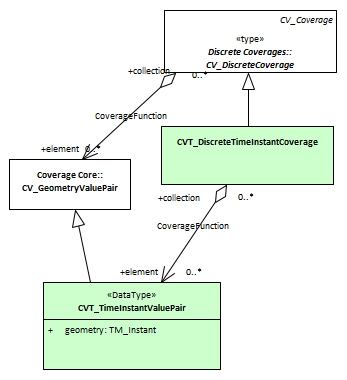 CV_Coverage
«type»
Discrete Coverages::
CV_DiscreteCoverage
+collection
0..*
CoverageFunction
+element
0..*
CVT_DiscreteTimeInstantCoverage
Coverage Core::
CV_GeometryValuePair
+collection
0..*
CoverageFunction
+element
0..*
«DataType»
CVT_TimeInstantValuePair
+ geometry: TM_Instant